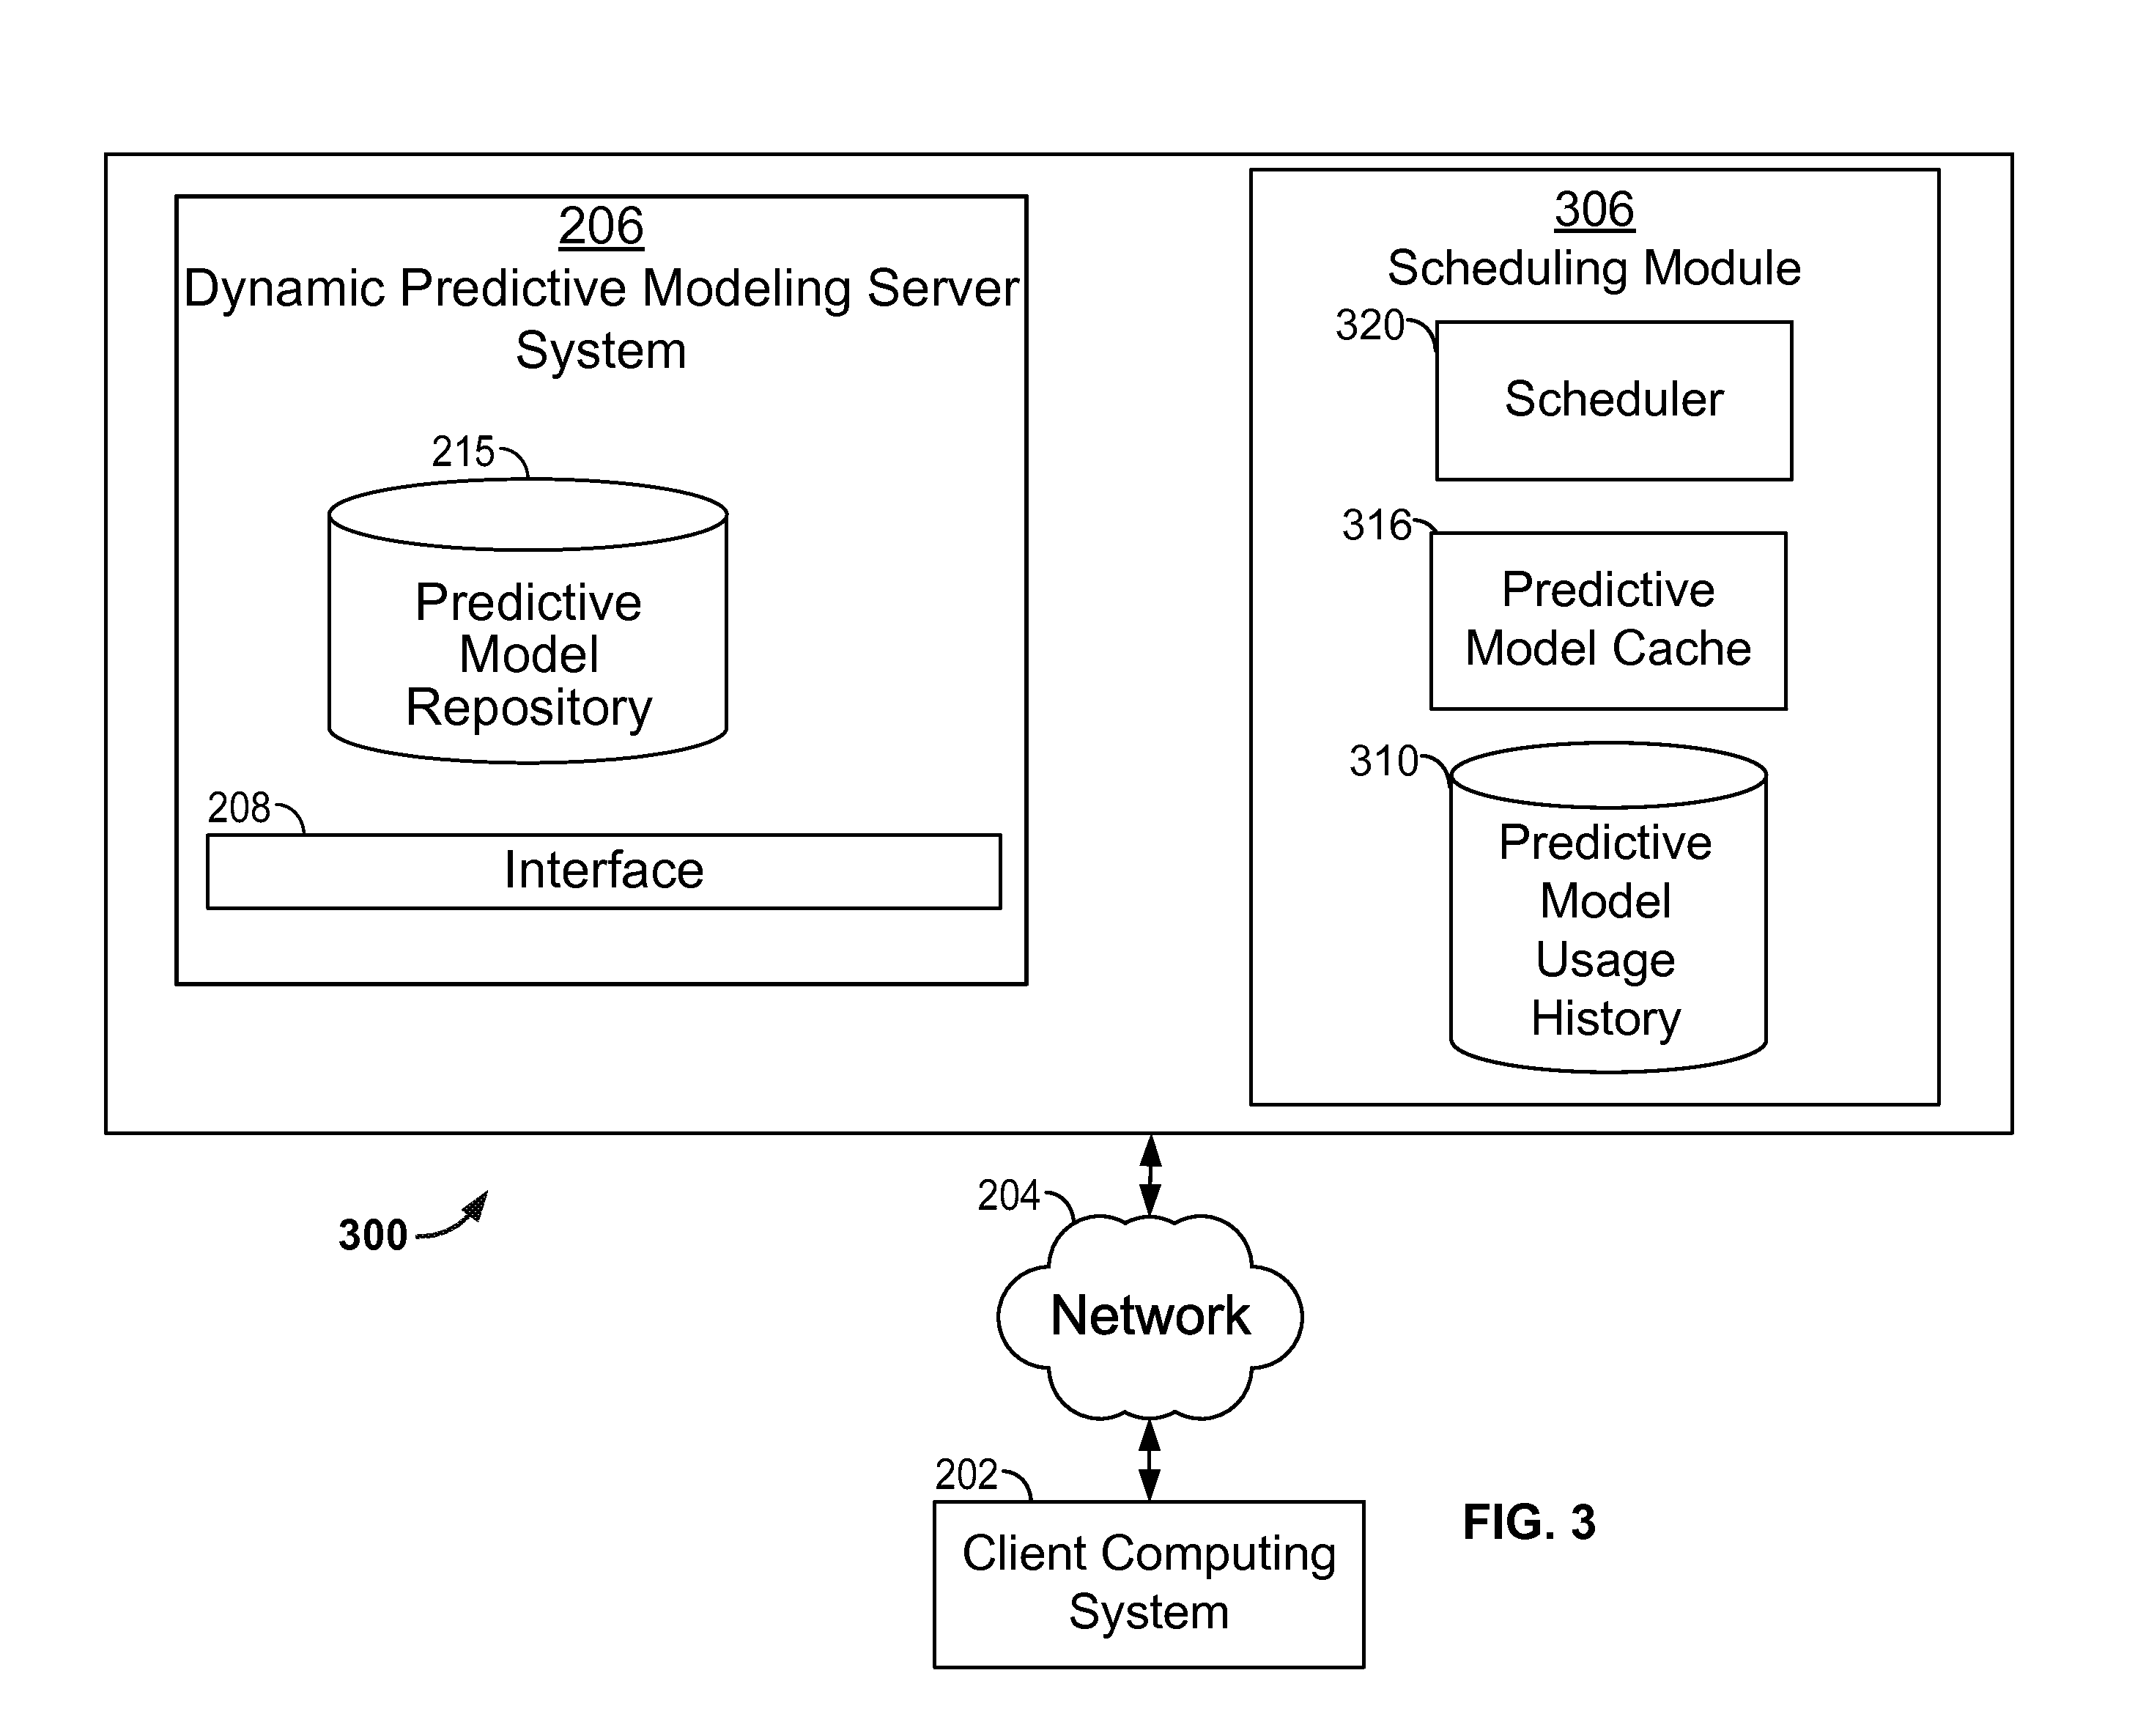 206
Dynamic Predictive Modeling Server
System
215
Predictive
Model
Repository
208
Interface
306
Scheduling Module
320
Scheduler
316
Predictive
Model Cache
310
Predictive
Model
Usage
History
300
204
Network
202
Client Computing
System
FIG. 3